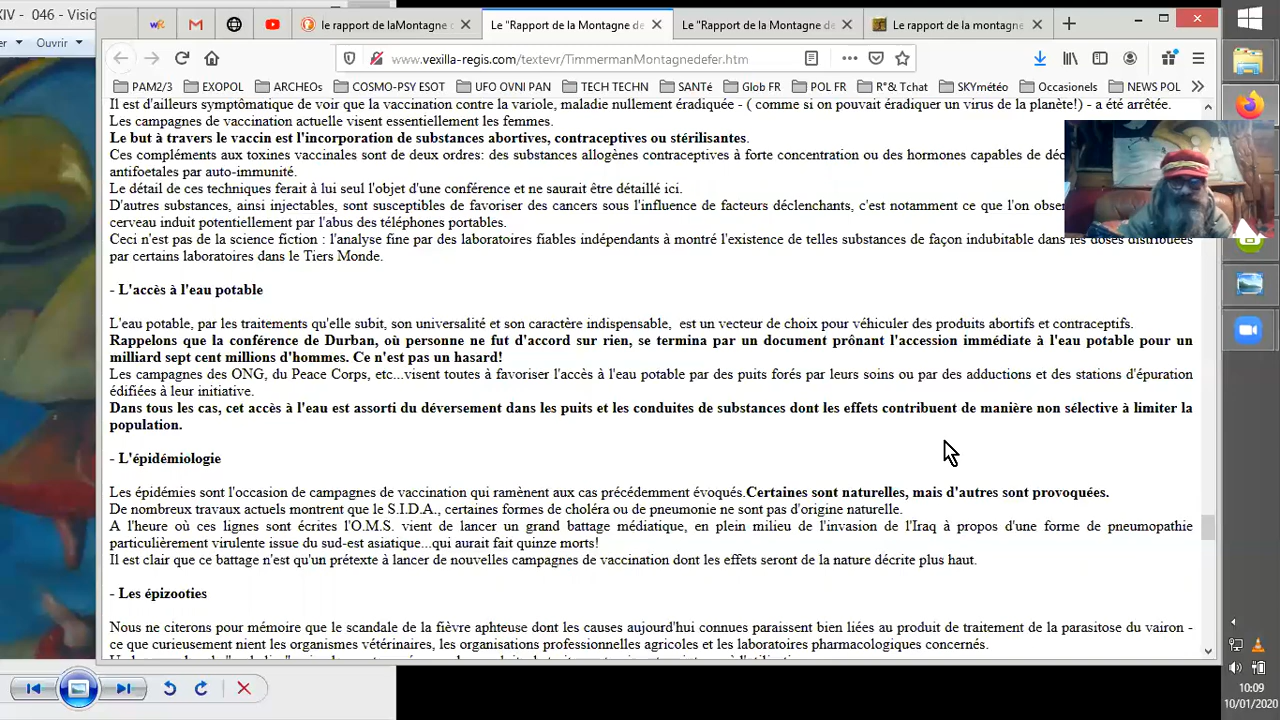 XIV - 046 - Visio
Ouvrir
le rapport de laMontagne c
Le "Rapport de la Montagne de
Le "Rapport de la Montagne de
Le rapport de la montagne
www.vexilla-regis.com/textevr/TimmermanMontagnedefer.htm
PAM2/3 EXOPOL ARCHEOs COSMO-PSY ESOT UFO OVNI PAN TECH TECHN SANTé Glob FR POL FR R°& Tchat SKYmétéo Occasionels NEWS POL
Il est d'ailleurs symptômatique de voir que la vaccination contre la variole, maladie nullement éradiquée - ( comme si on pouvait éradiquer un virus de la planète!) - a été arrêtée.
Les campagnes de vaccination actuelle visent essentiellement les femmes.
Le but à travers le vaccin est l'incorporation de substances abortives, contraceptives ou stérilisantes.
Ces compléments aux toxines vaccinales sont de deux ordres: des substances allogènes contraceptives à forte concentration ou des hormones capables de
antifoetales par auto-immunité.
Le détail de ces techniques ferait à lui seul l'objet d'une conférence et ne saurait être détaillé ici.
D'autres substances, ainsi injectables, sont susceptibles de favoriser des cancers sous l'influence de facteurs déclenchants, c'est notamment ce que l'on
cerveau induit potentiellement par l'abus des téléphones portables.
Ceci n'est pas de la science fiction : l'analyse fine par des laboratoires fiables indépendants à montré l'existence de telles substances de façon indubitable dans les doses distribuées
par certains laboratoires dans le Tiers Monde.
- L'accès à l'eau potable
L'eau potable, par les traitements qu'elle subit, son universalité et son caractère indispensable, est un vecteur de choix pour véhiculer des produits abortifs et contraceptifs.
Rappelons que la conférence de Durban, où personne ne fut d'accord sur rien, se termina par un document prônant l'accession immédiate à l'eau potable pour un
milliard sept cent millions d'hommes. Ce n'est pas un hasard!
Les campagnes des ONG, du Peace Corps, etc...visent toutes à favoriser l'accès à l'eau potable par des puits forés par leurs soins ou par des adductions et des stations d'épuration
édifiées à leur initiative.
Dans tous les cas, cet accès à l'eau est assorti du déversement dans les puits et les conduites de substances dont les effets contribuent de manière non sélective à limiter la
population.
- L'épidémiologie
Les épidémies sont l'occasion de campagnes de vaccination qui ramènent aux cas précédemment évoqués.Certaines sont naturelles, mais d'autres sont provoquées.
De nombreux travaux actuels montrent que le S.I.D.A., certaines formes de choléra ou de pneumonie ne sont pas d'origine naturelle.
A l'heure où ces lignes sont écrites l'O.M.S. vient de lancer un grand battage médiatique, en plein milieu de l'invasion de l'Iraq à propos d'une forme de pneumopathie
particulièrement virulente issue du sud-est asiatique...qui aurait fait quinze morts!
Il est clair que ce battage n'est qu'un prétexte à lancer de nouvelles campagnes de vaccination dont les effets seront de la nature décrite plus haut.
- Les épizooties
Nous ne citerons pour mémoire que le scandale de la fièvre aphteuse dont les causes aujourd'hui connues paraissent bien liées au produit de traitement de la parasitose du vairon -
ce que curieusement nient les organismes vétérinaires, les organisations professionnelles agricoles et les laboratoires pharmacologiques concernés.
10:09
10/01/2020